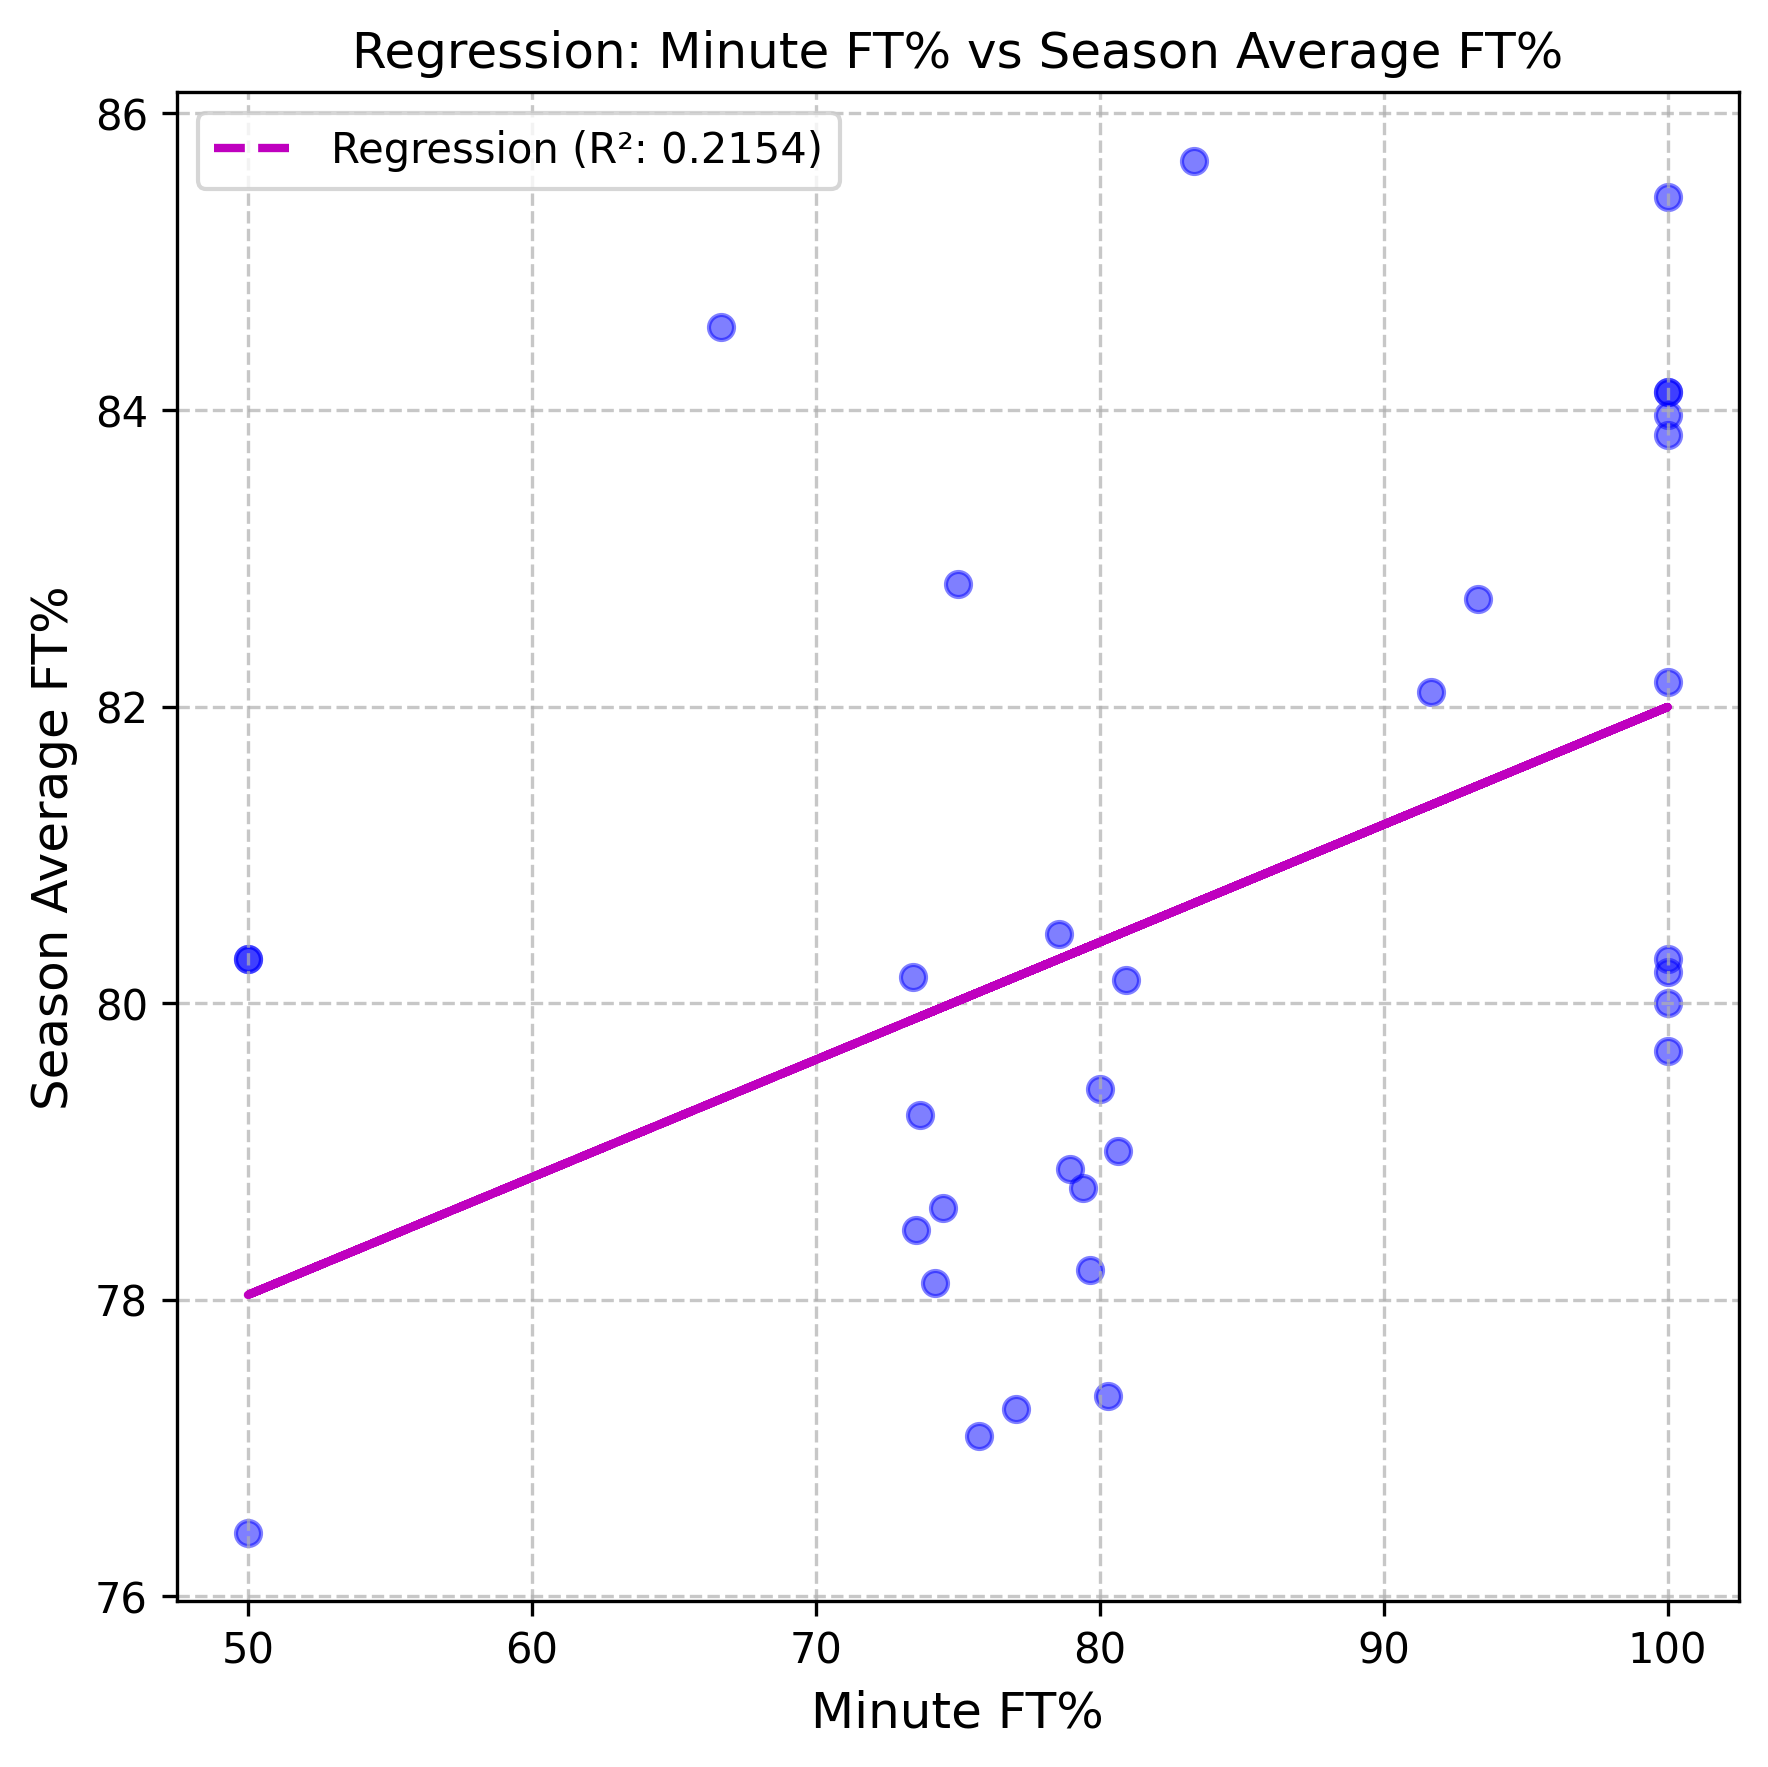 Regression: Minute FT% vs Season Average FT%
Regression (R²: 0.2154)
Season Average FT%
86
84
82
80
78
76
50 60 70 80 90 100
Minute FT%